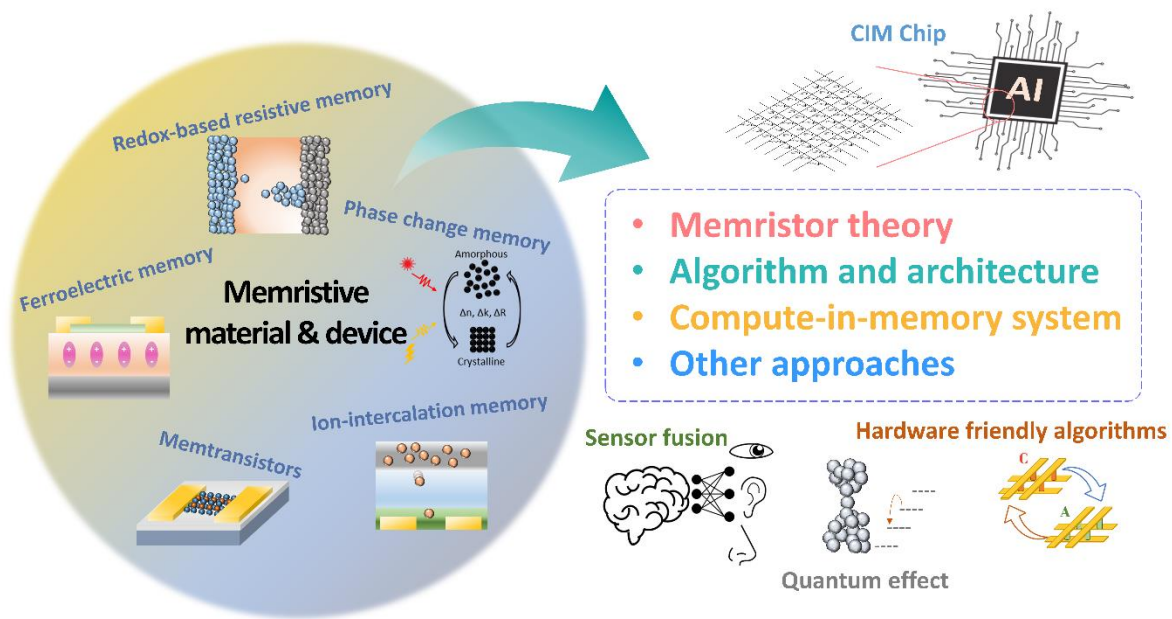 CIM Chip
AI
Redox-based resistive memory
Phase change memory
Amorphous
Δn, Δk, ΔR
Crystalline
Ferroelectric memory
Memristive
material & device
Ion-intercalation memory
Memtransistors
• Memristor theory
• Algorithm and architecture
• Compute-in-memory system
• Other approaches
Sensor fusion
Hardware friendly algorithms
C
A
Quantum effect